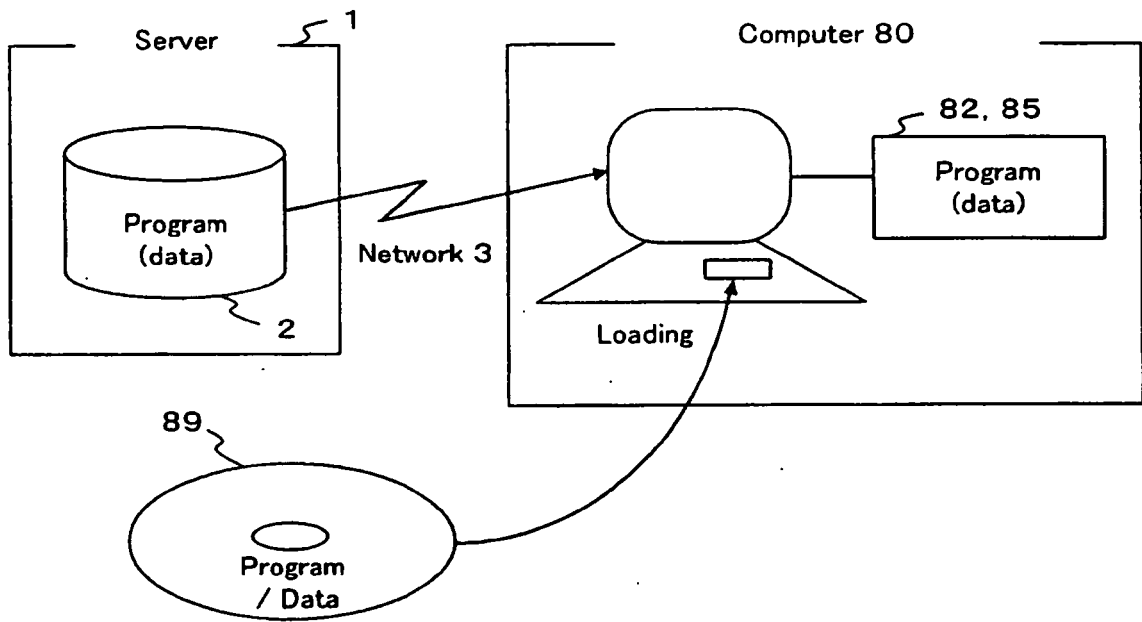 1
Server
Computer 80
82, 85
Program
(data)
Program
(data)
Network 3
2
Loading
89
Program
/ Data